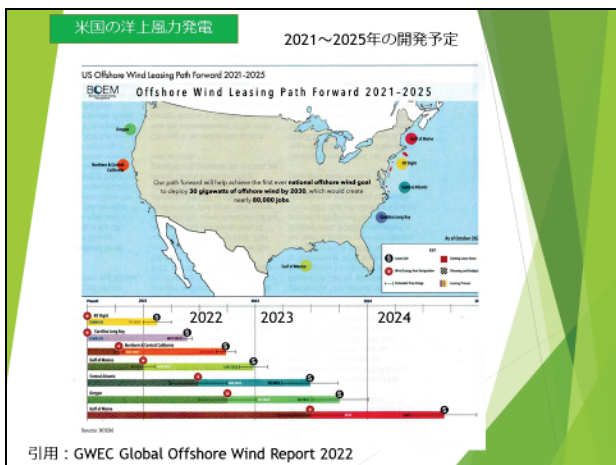 米国の洋上風力発電
2021～2025年の開発予定
US Offshore Wind Leasing Path Forward 2021-2025
BOEM
Offshore Wind Leasing Path Forward 2021-2025
Oregon
Northern & Central
California
Gulf of Maine
NY Bight
Central Atlantic
Carolina Long Bay
Gulf of Mexico
Our path forward will help achieve the first ever national offshore wind goal
to deploy 30 gigawatts of offshore wind by 2030, which would create
nearly 80,000 jobs.
As of October
KEY
2022
2023
2024
NY Bight
Carolina Long Bay
Northern & Central California
Gulf of Mexico
Central Atlantic
Oregon
Gulf of Maine
Source: BOEM
引用：GWEC Global Offshore Wind Report 2022